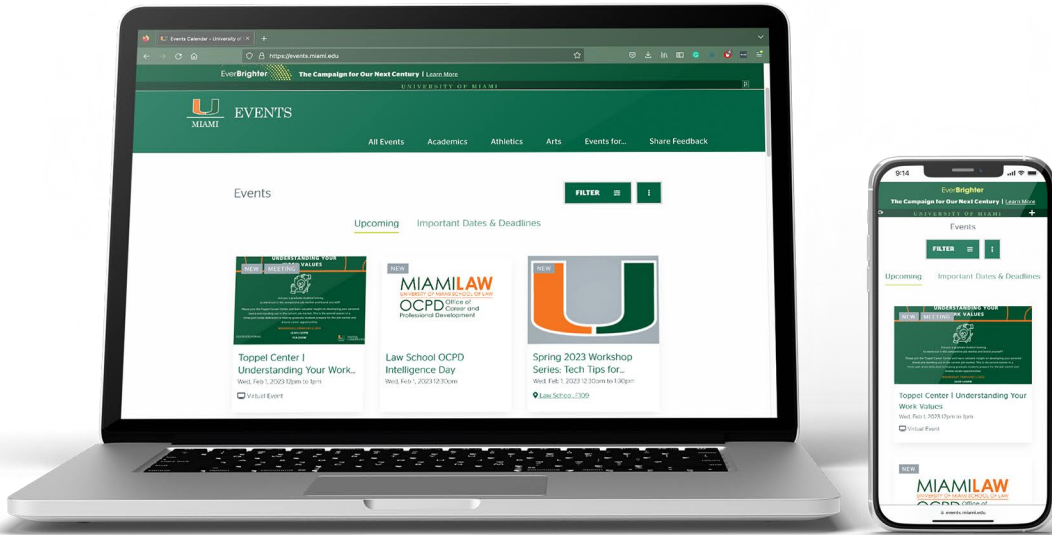 Events Calendar - University of
https://events.miami.edu
EverBrighter The Campaign for Our Next Century | Learn More
UNIVERSITY OF MIAMI
MIAMI
EVENTS
All Events Academics Athletics Arts Events for... Share Feedback
Events
FILTER
Upcoming Important Dates & Deadlines
UNDERSTANDING YOUR
WORK VALUES
NEW MEETING
Toppel Center |
Understanding Your Work...
Wed, Feb 1, 2023 12pm to 1pm
Virtual Event
NEW
MIAMILAW
UNIVERSITY OF MIAMI SCHOOL OF LAW
OCPD Office of
Career and
Professional Development
Law School OCPD
Intelligence Day
Wed, Feb 1, 2023 12:30pm
NEW
Spring 2023 Workshop
Series: Tech Tips for...
Wed, Feb 1, 2023 12:30pm to 1:30pm
Law School, F309
9:14
EverBrighter
The Campaign for Our Next Century | Learn More
UNIVERSITY OF MIAMI
Events
FILTER
Upcoming Important Dates & Deadlines
UNDERSTANDING YOUR
WORK VALUES
NEW MEETING
Toppel Center | Understanding Your
Work Values
Wed, Feb 1, 2023 12pm to 1pm
Virtual Event
NEW
MIAMILAW
UNIVERSITY OF MIAMI SCHOOL OF LAW
OCPD Office of
events.miami.edu